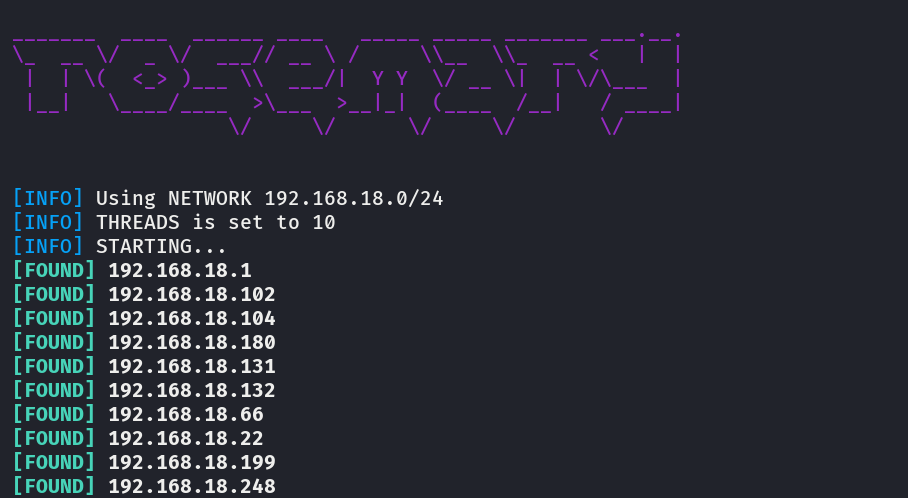 [INFO] Using NETWORK 192.168.18.0/24
[INFO] THREADS is set to 10
[INFO] STARTING...
[FOUND] 192.168.18.1
[FOUND] 192.168.18.102
[FOUND] 192.168.18.104
[FOUND] 192.168.18.180
[FOUND] 192.168.18.131
[FOUND] 192.168.18.132
[FOUND] 192.168.18.66
[FOUND] 192.168.18.22
[FOUND] 192.168.18.199
[FOUND] 192.168.18.248